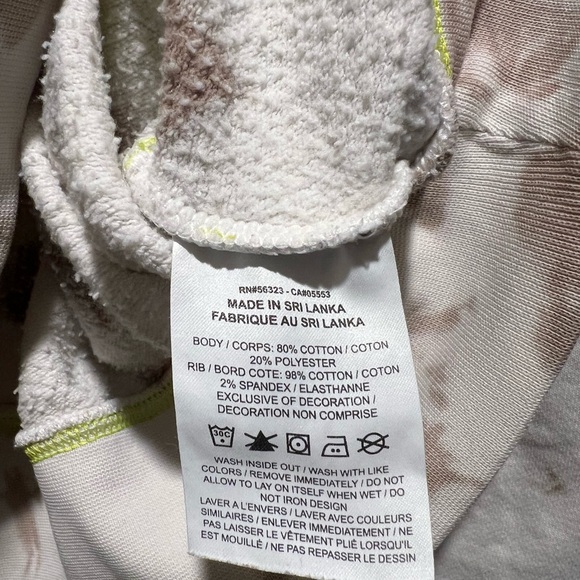 RN#56323 - CA#05553
MADE IN SRI LANKA
FABRIQUE AU SRI LANKA
BODY / CORPS: 80% COTTON / COTON
20% POLYESTER
RIB / BORD COTE: 98% COTTON / COTON
2% SPANDEX / ELASTHANNE
EXCLUSIVE OF DECORATION /
DECORATION NON COMPRISE
30C
WASH INSIDE OUT / WASH WITH LIKE
COLORS / REMOVE IMMEDIATELY / DO NOT
ALLOW TO LAY ON ITSELF WHEN WET / DO
NOT IRON DESIGN
LAVER A L'ENVERS / LAVER AVEC COULEURS
SIMILAIRES / ENLEVER IMMEDIATEMENT / NE
PAS LAISSER LE VÊTEMENT PLIÉ LORSQU'IL
EST MOUILLÉ / NE PAS REPASSER LE DESSIN